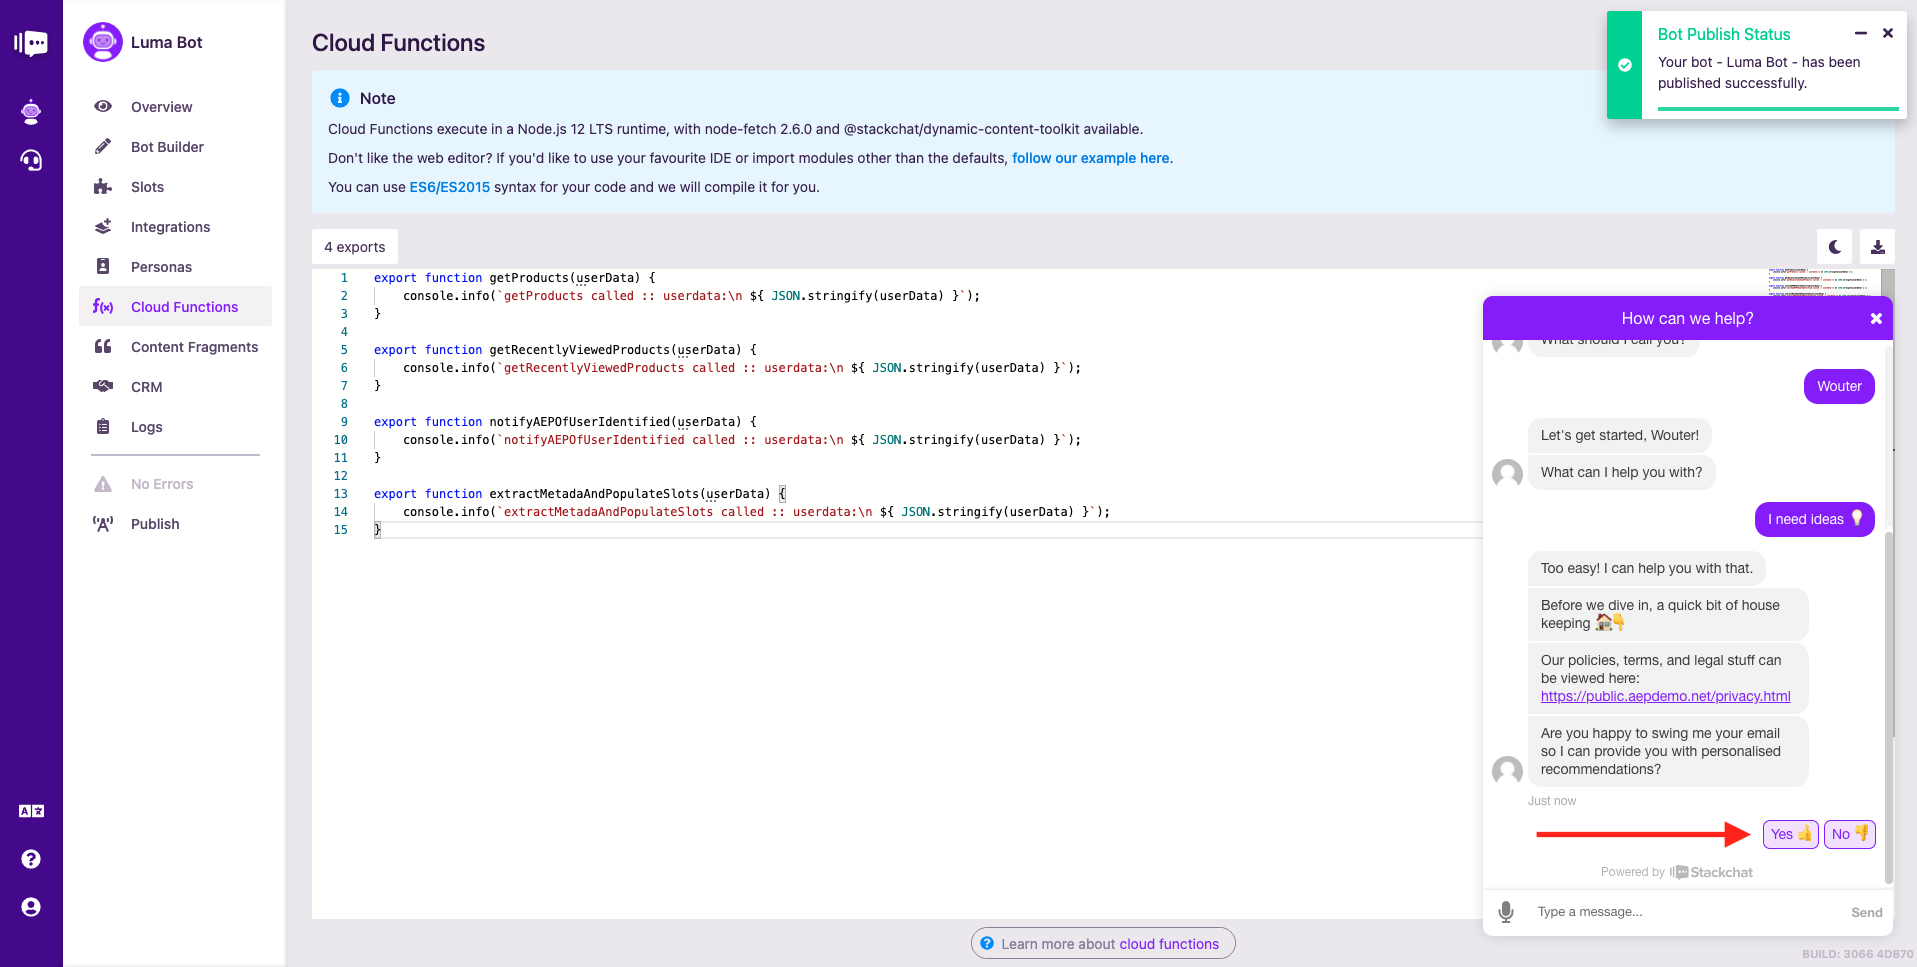 Luma Bot
Overview
Bot Builder
Slots
Integrations
Personas
f(x) Cloud Functions
Content Fragments
CRM
Logs
No Errors
Publish
Cloud Functions
Note
Cloud Functions execute in a Node.js 12 LTS runtime, with node-fetch 2.6.0 and @stackchat/dynamic-content-toolkit available.
Don't like the web editor? If you'd like to use your favourite IDE or import modules other than the defaults, follow our example here.
You can use ES6/ES2015 syntax for your code and we will compile it for you.
Bot Publish Status
Your bot - Luma Bot - has been
published successfully.
4 exports
1 export function getProducts(userData) {
2 console.info(`getProducts called :: userdata:\n ${ JSON.stringify(userData) }`);
3 }
4
5 export function getRecentlyViewedProducts(userData) {
6 console.info(`getRecentlyViewedProducts called :: userdata:\n ${ JSON.stringify(userData) }`);
7 }
8
9 export function notifyAEPOfUserIdentified(userData) {
10 console.info(`notifyAEPOfUserIdentified called :: userdata:\n ${ JSON.stringify(userData) }`);
11 }
12
13 export function extractMetadaAndPopulateSlots(userData) {
14 console.info(`extractMetadaAndPopulateSlots called :: userdata:\n ${ JSON.stringify(userData) }`);
15 }
How can we help?
What should I call you?
Wouter
Let's get started, Wouter!
What can I help you with?
I need ideas 💡
Too easy! I can help you with that.
Before we dive in, a quick bit of house
keeping 🏠👇
Our policies, terms, and legal stuff can
be viewed here:
https://public.aepdemo.net/privacy.html
Are you happy to swing me your email
so I can provide you with personalised
recommendations?
Just now
Yes 👍 No 👎
Powered by Stackchat
Type a message... Send
Learn more about cloud functions
BUILD: 3066 4D870